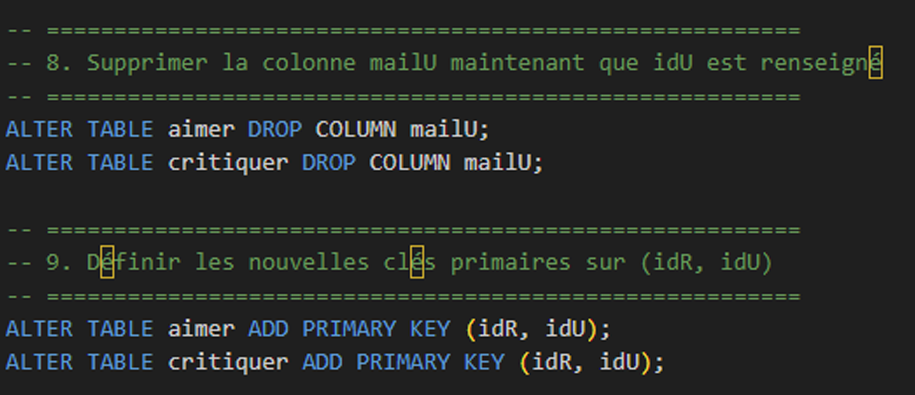 -- ========================================================
-- 8. Supprimer la colonne mailU maintenant que idU est renseigné
-- ========================================================
ALTER TABLE aimer DROP COLUMN mailU;
ALTER TABLE critiquer DROP COLUMN mailU;
-- ========================================================
-- 9. Définir les nouvelles clés primaires sur (idR, idU)
-- ========================================================
ALTER TABLE aimer ADD PRIMARY KEY (idR, idU);
ALTER TABLE critiquer ADD PRIMARY KEY (idR, idU);